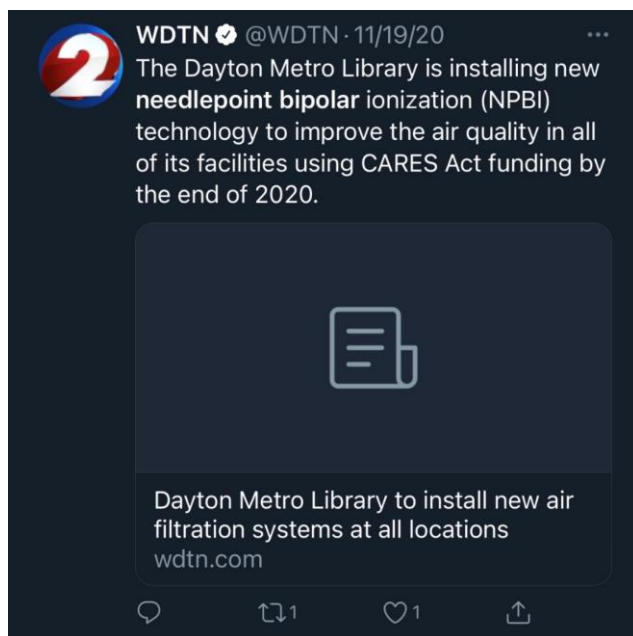 WDTN @WDTN · 11/19/20
The Dayton Metro Library is installing new
needlepoint bipolar ionization (NPBI)
technology to improve the air quality in all
of its facilities using CARES Act funding by
the end of 2020.
Dayton Metro Library to install new air
filtration systems at all locations
wdtn.com
1 1